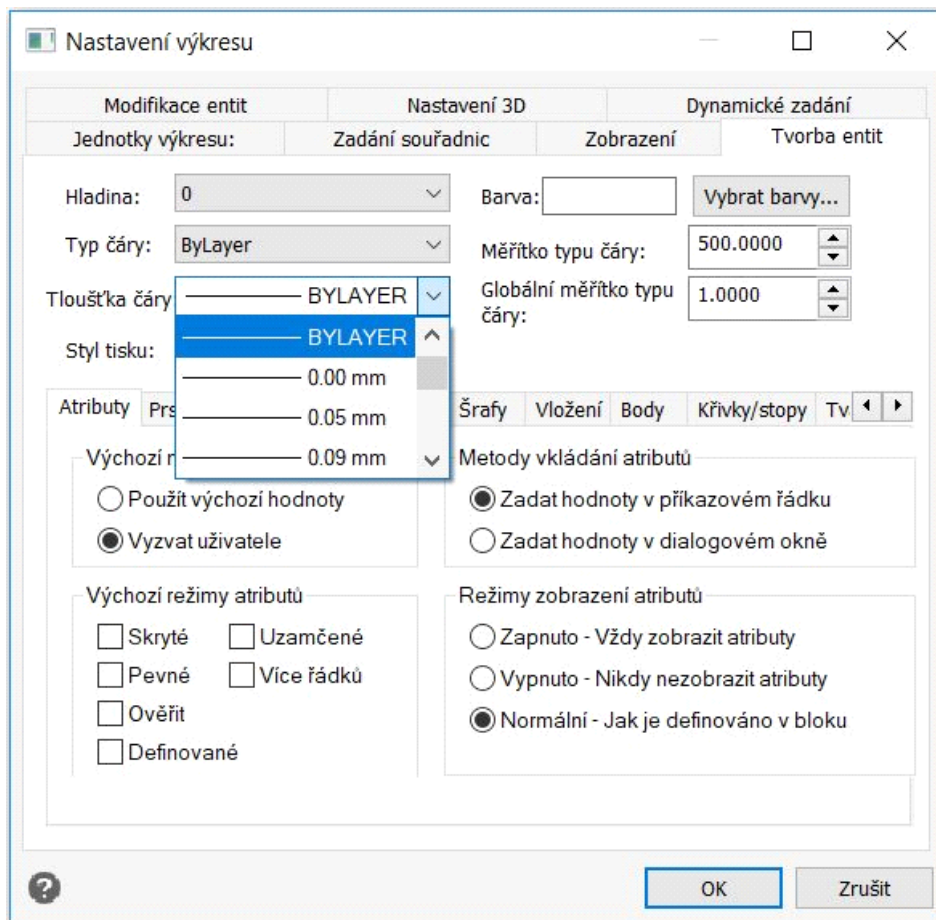 Nastavení výkresu
Modifikace entit Nastavení 3D Dynamické zadání
Jednotky výkresu: Zadání souřadnic Zobrazení Tvorba entit
Hladina: 0 Barva: Vybrat barvy...
Typ čáry: ByLayer Měřítko typu čáry: 500.0000
Tloušťka čáry BYLAYER Globální měřítko typu čáry: 1.0000
BYLAYER
Styl tisku:
0.00 mm
0.05 mm
0.09 mm
Atributy Šrafy Vložení Body Křivky/stopy
Výchozí Metody vkládání atributů
Použít výchozí hodnoty Zadat hodnoty v příkazovém řádku
Vyzvat uživatele Zadat hodnoty v dialogovém okně
Výchozí režimy atributů Režimy zobrazení atributů
Skryté Uzamčené Zapnuto - Vždy zobrazit atributy
Pevné Více řádků Vypnuto - Nikdy nezobrazit atributy
Ověřit Normální - Jak je definováno v bloku
Definované
? OK Zrušit